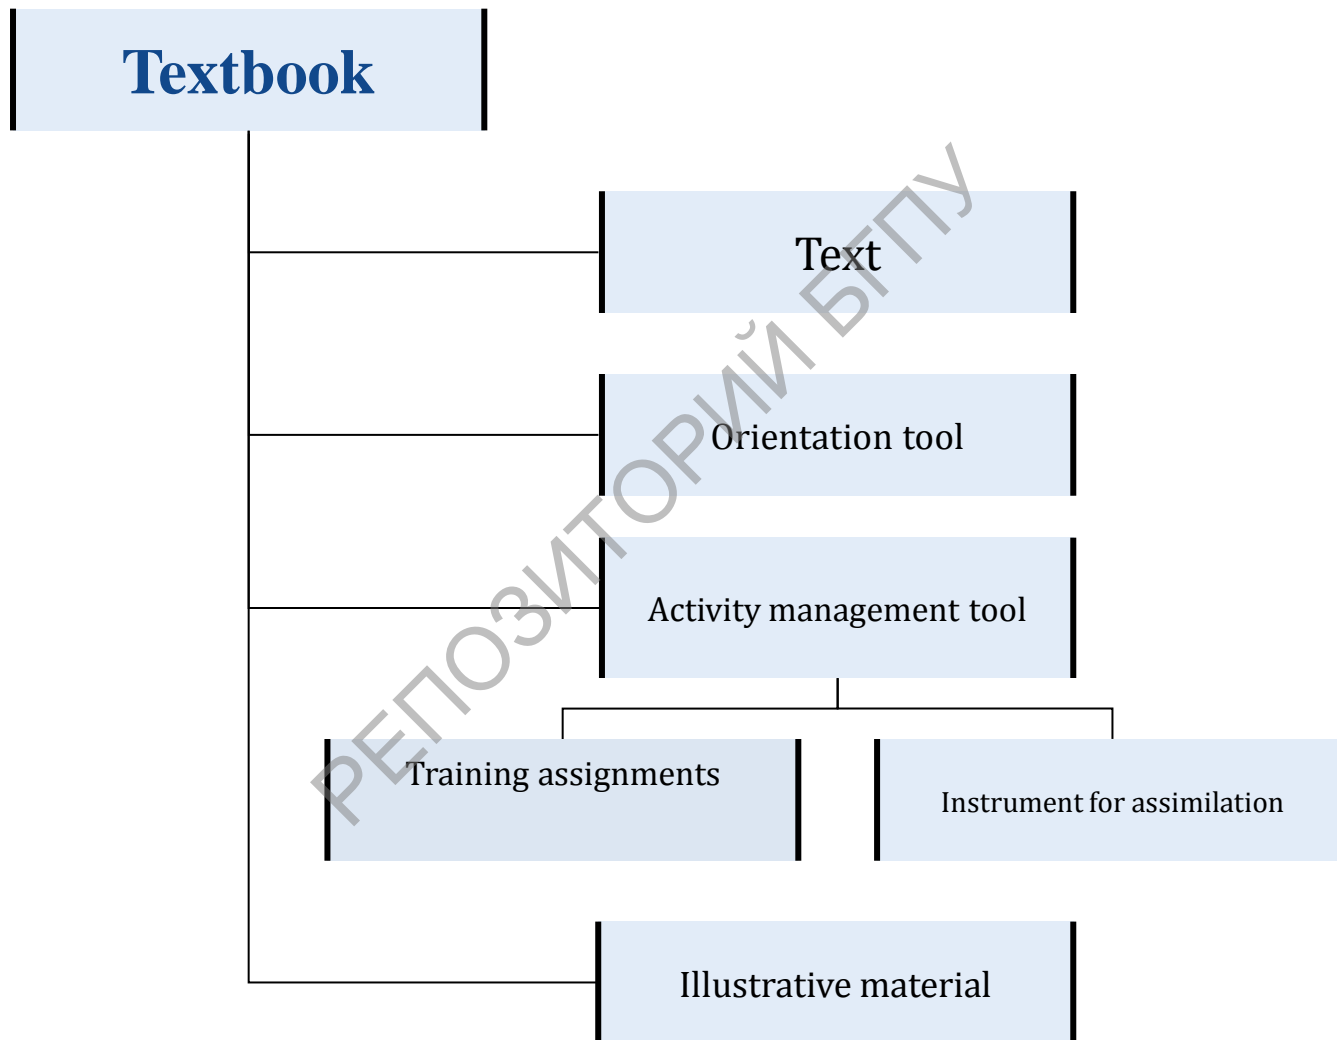 Textbook
Text
Orientation tool
Activity management tool
Training assignments
Instrument for assimilation
Illustrative material
РЕПОЗИТОРИЙ БГПУ